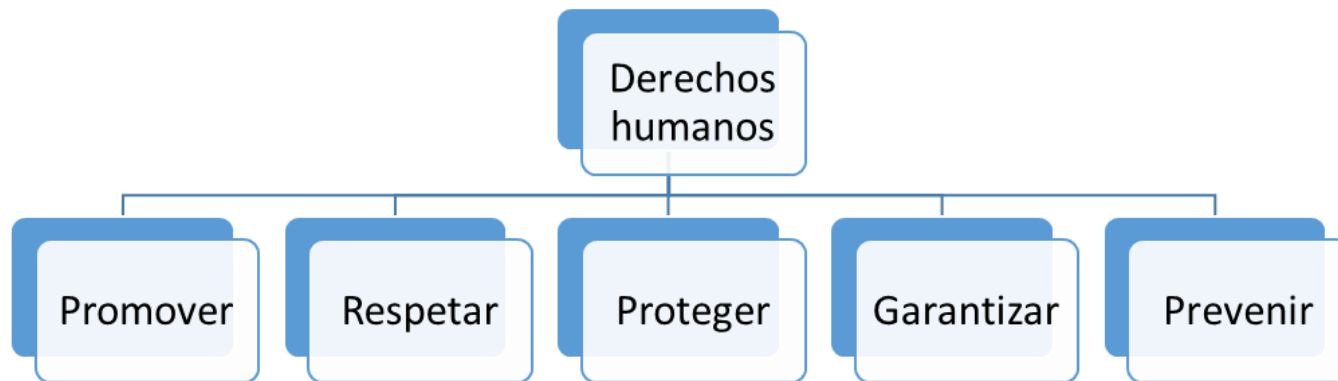 Derechos
humanos
Promover
Respetar
Proteger
Garantizar
Prevenir